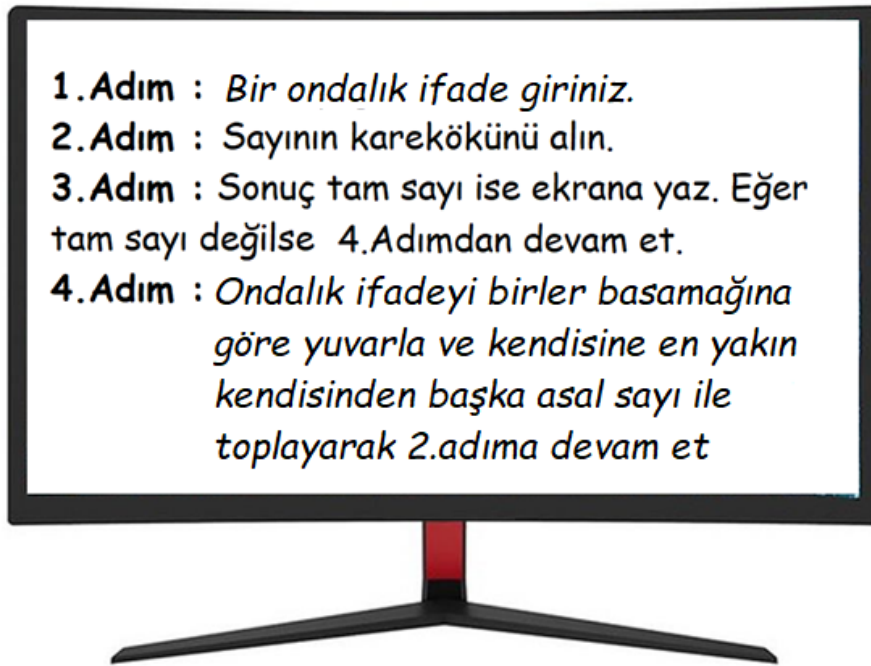 1.Adım : Bir ondalık ifade giriniz.
2.Adım : Sayının karekökünü alın.
3.Adım : Sonuç tam sayı ise ekrana yaz. Eğer
tam sayı değilse 4.Adımdan devam et.
4.Adım : Ondalık ifadeyi birler basamağına
göre yuvarla ve kendisine en yakın
kendisinden başka asal sayı ile
toplayarak 2.adıma devam et